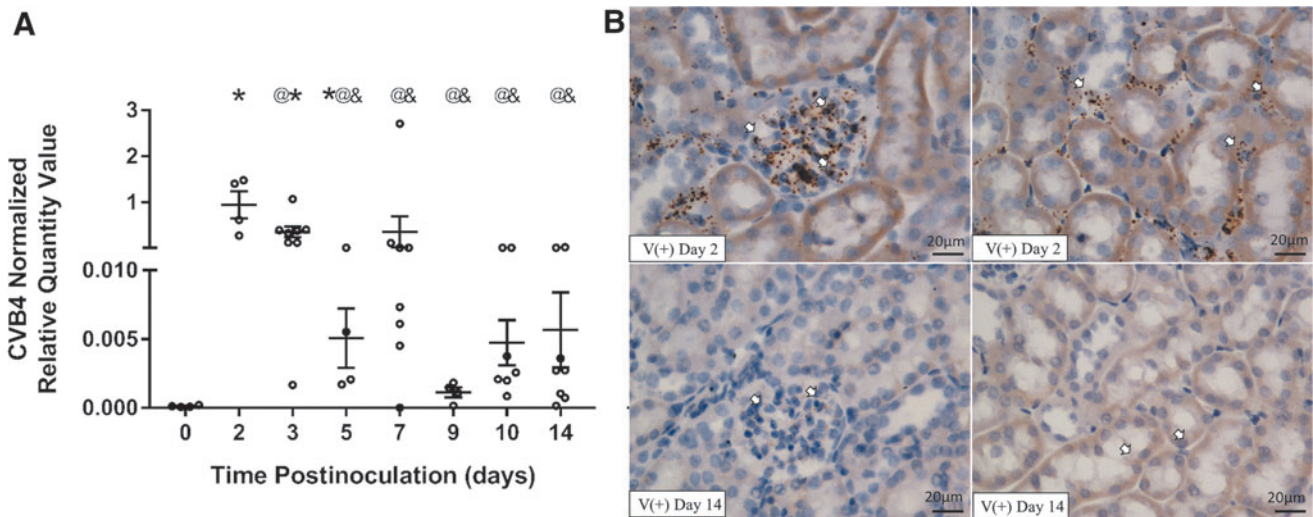 A
* @* *@& @& @& @& @&
CVB4 Normalized
Relative Quantity Value
3
2
1
0.010
0.005
0.000
0 2 3 5 7 9 10 14
Time Postinoculation (days)
B
V(+) Day 2
20μm
V(+) Day 2
20μm
V(+) Day 14
20μm
V(+) Day 14
20μm